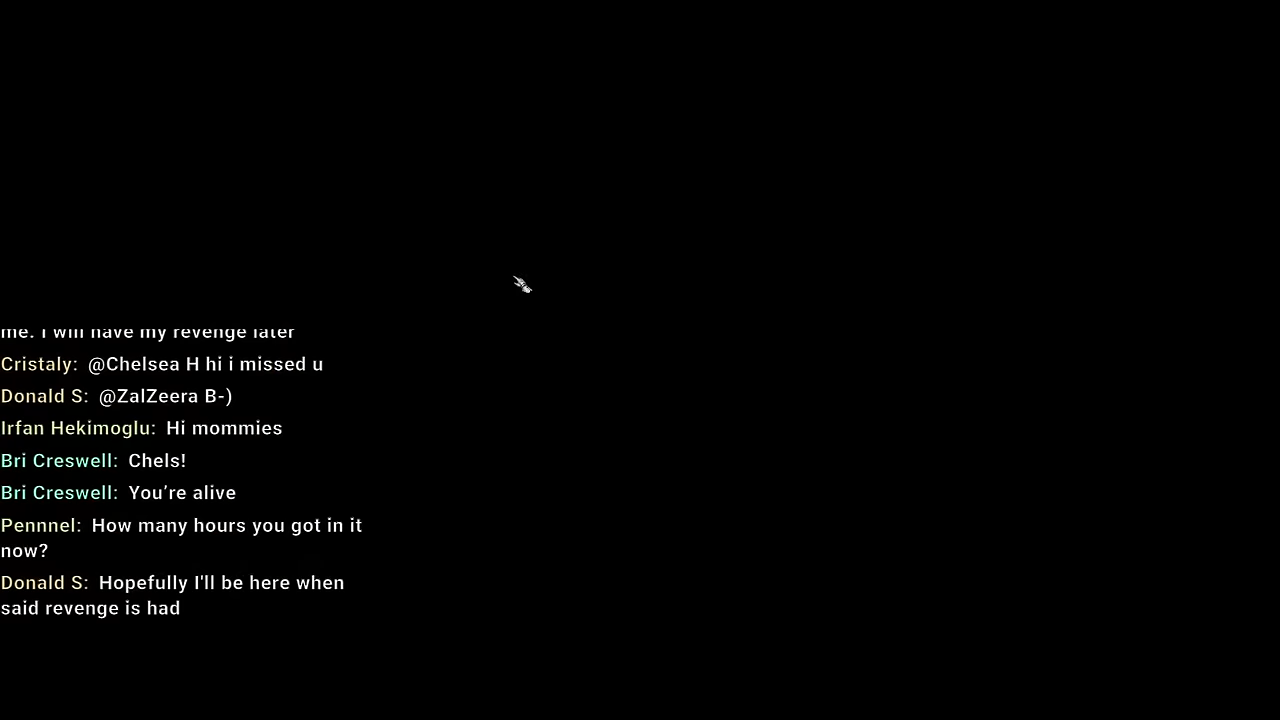 me. I will have my revenge later
Cristaly: @Chelsea H hi i missed u
Donald S: @ZalZeera B-)
Irfan Hekimoglu: Hi mommies
Bri Creswell: Chels!
Bri Creswell: You’re alive
Pennnel: How many hours you got in it
now?
Donald S: Hopefully I'll be here when
said revenge is had